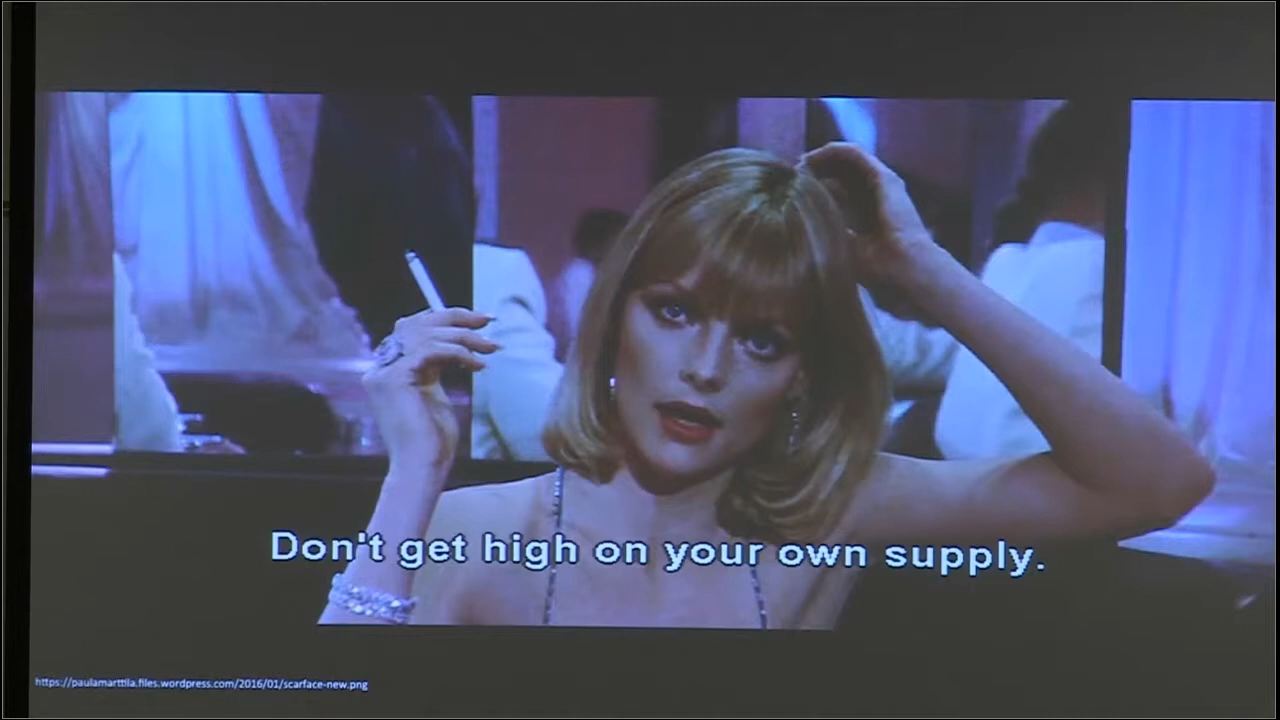 Don't get high on your own supply.
https://paulamarttila.files.wordpress.com/2016/01/scarface-new.png